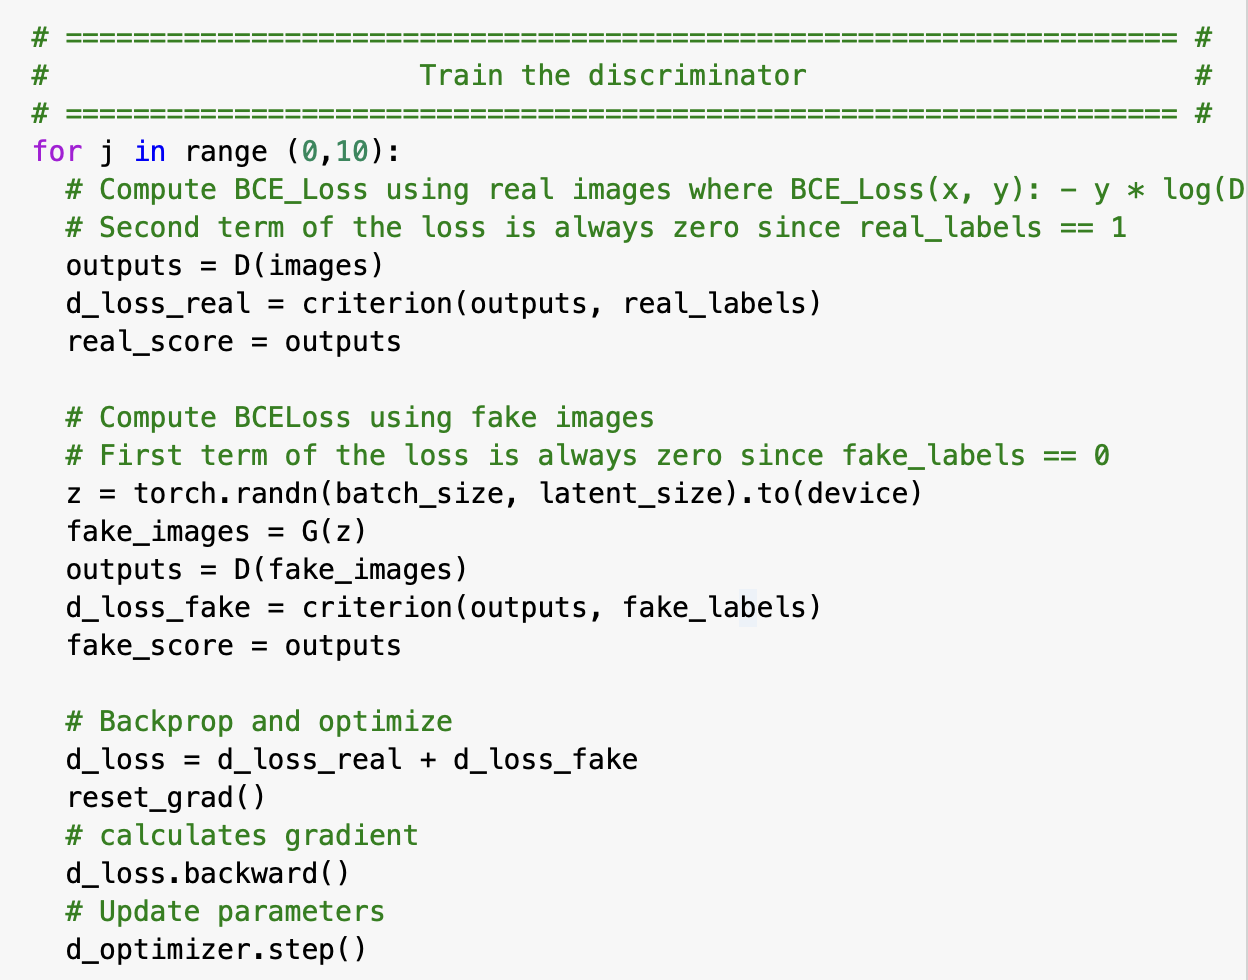 # ================================================================== #
#                      Train the discriminator                       #
# ================================================================== #
for j in range (0,10):
  # Compute BCE_Loss using real images where BCE_Loss(x, y): - y * log(D
  # Second term of the loss is always zero since real_labels == 1
  outputs = D(images)
  d_loss_real = criterion(outputs, real_labels)
  real_score = outputs

  # Compute BCELoss using fake images
  # First term of the loss is always zero since fake_labels == 0
  z = torch.randn(batch_size, latent_size).to(device)
  fake_images = G(z)
  outputs = D(fake_images)
  d_loss_fake = criterion(outputs, fake_labels)
  fake_score = outputs

  # Backprop and optimize
  d_loss = d_loss_real + d_loss_fake
  reset_grad()
  # calculates gradient
  d_loss.backward()
  # Update parameters
  d_optimizer.step()